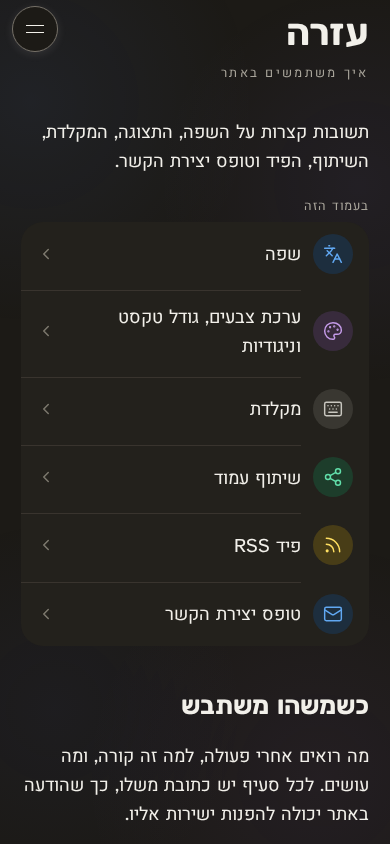 עזרה
איך משתמשים באתר
תשובות קצרות על השפה, התצוגה, המקלדת,
השיתוף, הפיד וטופס יצירת הקשר.
בעמוד הזה
שפה
ערכת צבעים, גודל טקסט
וניגודיות
מקלדת
שיתוף עמוד
פיד RSS
טופס יצירת הקשר
כשמשהו משתבש
מה רואים אחרי פעולה, למה זה קורה, ומה
עושים. לכל סעיף יש כתובת משלו, כך שהודעה
באתר יכולה להפנות ישירות אליו.